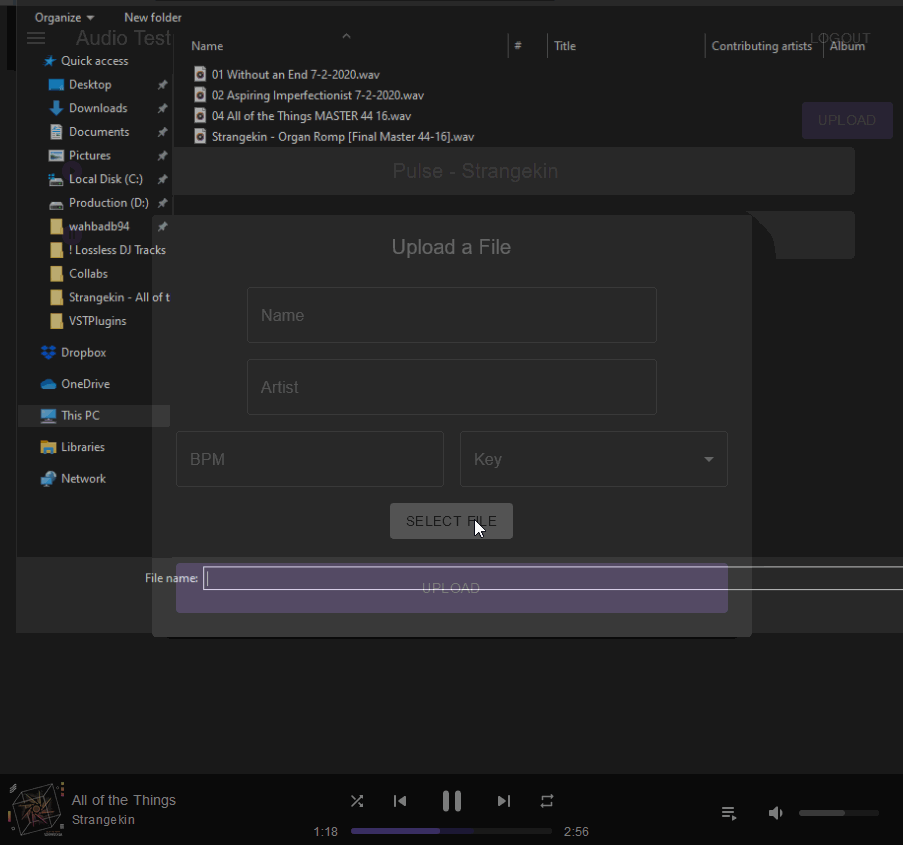 Organize New folder
Audio Test
LOGOUT
Name # Title Contributing artists Album
Quick access
Desktop
Downloads
Documents
Pictures
Local Disk (C:)
Production (D:)
wahbadb94
! Lossless DJ Tracks
Collabs
Strangekin - All of t
VSTPlugins
Dropbox
OneDrive
This PC
Libraries
Network
01 Without an End 7-2-2020.wav
02 Aspiring Imperfectionist 7-2-2020.wav
04 All of the Things MASTER 44 16.wav
Strangekin - Organ Romp [Final Master 44-16].wav
UPLOAD
Pulse - Strangekin
Upload a File
Name
Artist
BPM
Key
SELECT FILE
File name:
UPLOAD
All of the Things
Strangekin
1:18
2:56